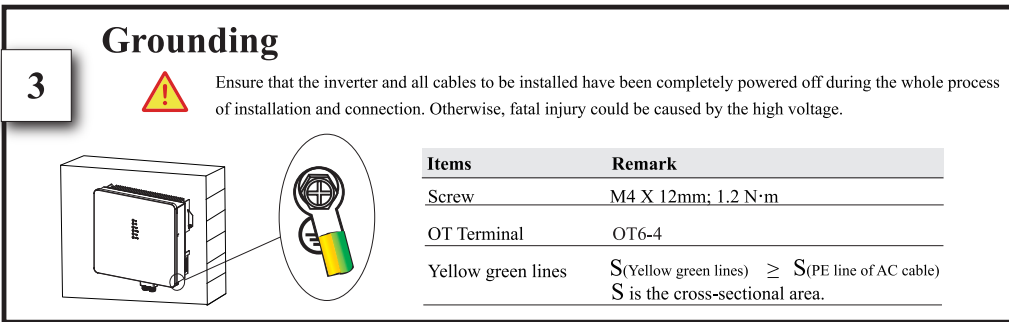 Grounding
3
Ensure that the inverter and all cables to be installed have been completely powered off during the whole process
of installation and connection. Otherwise, fatal injury could be caused by the high voltage.
Items Remark
Screw M4 X 12mm; 1.2 N·m
OT Terminal OT6-4
Yellow green lines S(Yellow green lines) ≥ S(PE line of AC cable)
S is the cross-sectional area.